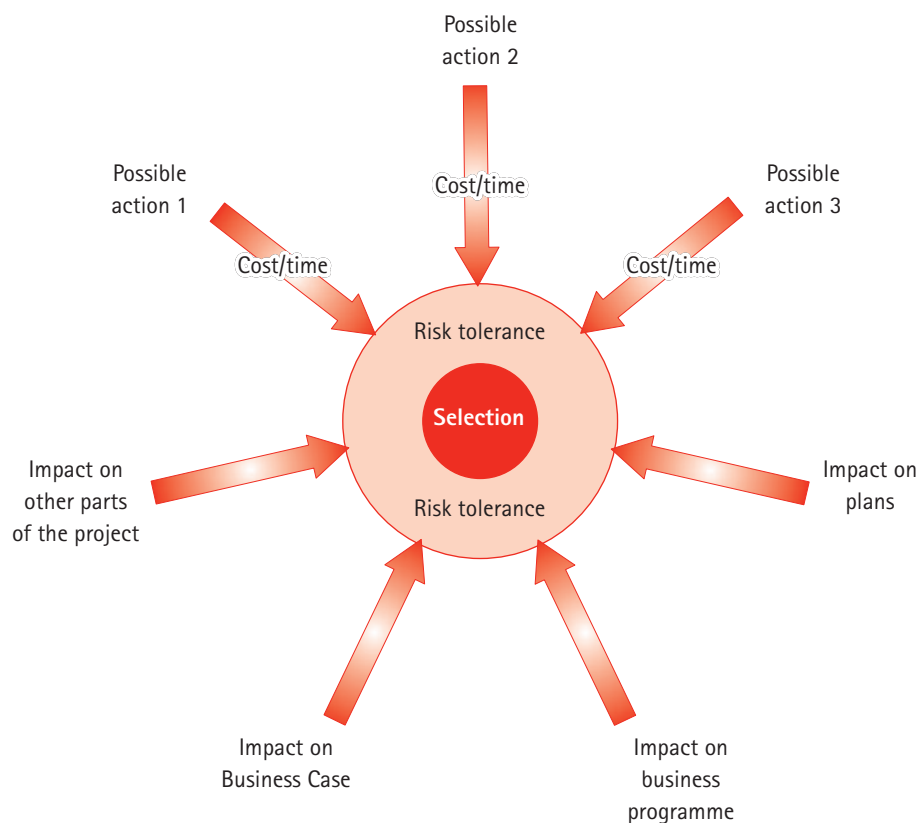 Possible
action 2
Possible
action 1
Possible
action 3
Cost/time
Cost/time
Cost/time
Risk tolerance
Selection
Risk tolerance
Impact on
other parts
of the project
Impact on
plans
Impact on
Business Case
Impact on
business
programme